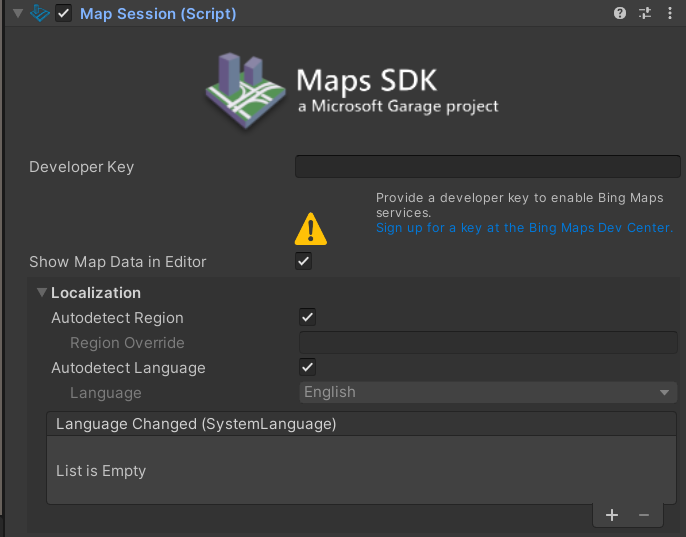 Map Session (Script)
Maps SDK
a Microsoft Garage project
Developer Key
Provide a developer key to enable Bing Maps
services.
Sign up for a key at the Bing Maps Dev Center.
Show Map Data in Editor
Localization
Autodetect Region
Region Override
Autodetect Language
Language English
Language Changed (SystemLanguage)
List is Empty